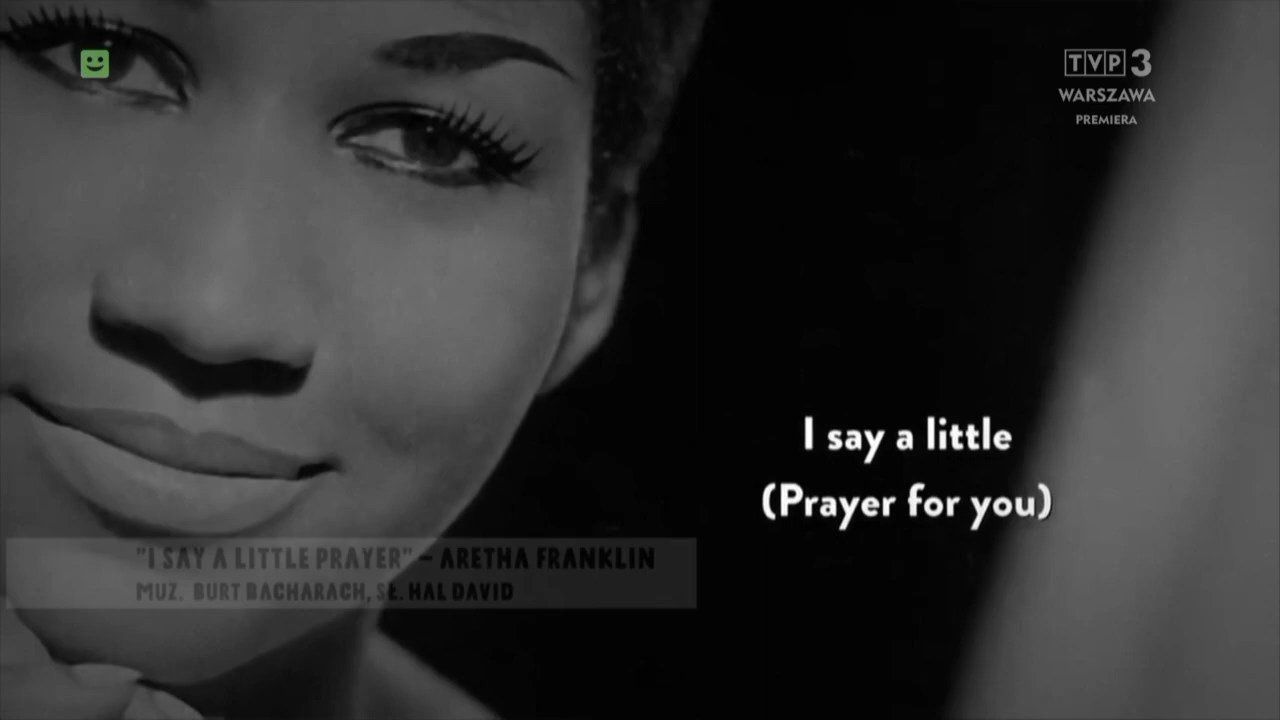 TVP3
WARSZAWA
PREMIERA
I say a little
(Prayer for you)
"I SAY A LITTLE PRAYER" – ARETHA FRANKLIN
MUZ. BURT BACHARACH, SŁ. HAL DAVID